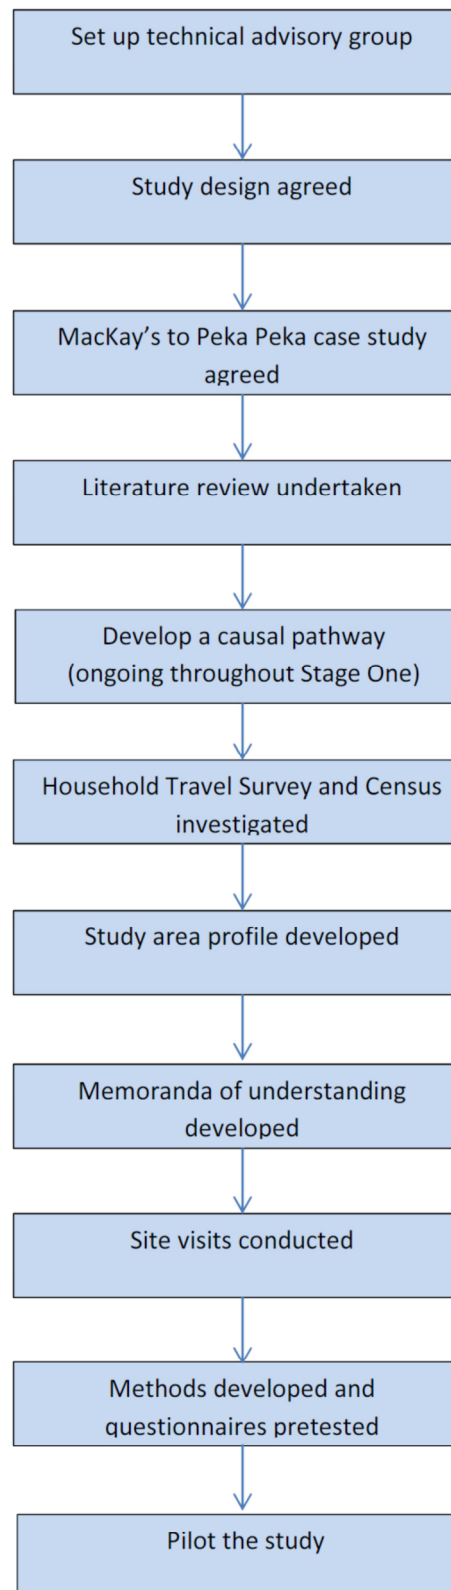 Set up technical advisory group
Study design agreed
MacKay's to Peka Peka case study
agreed
Literature review undertaken
Develop a causal pathway
(ongoing throughout Stage One)
Household Travel Survey and Census
investigated
Study area profile developed
Memoranda of understanding
developed
Site visits conducted
Methods developed and
questionnaires pretested
Pilot the study